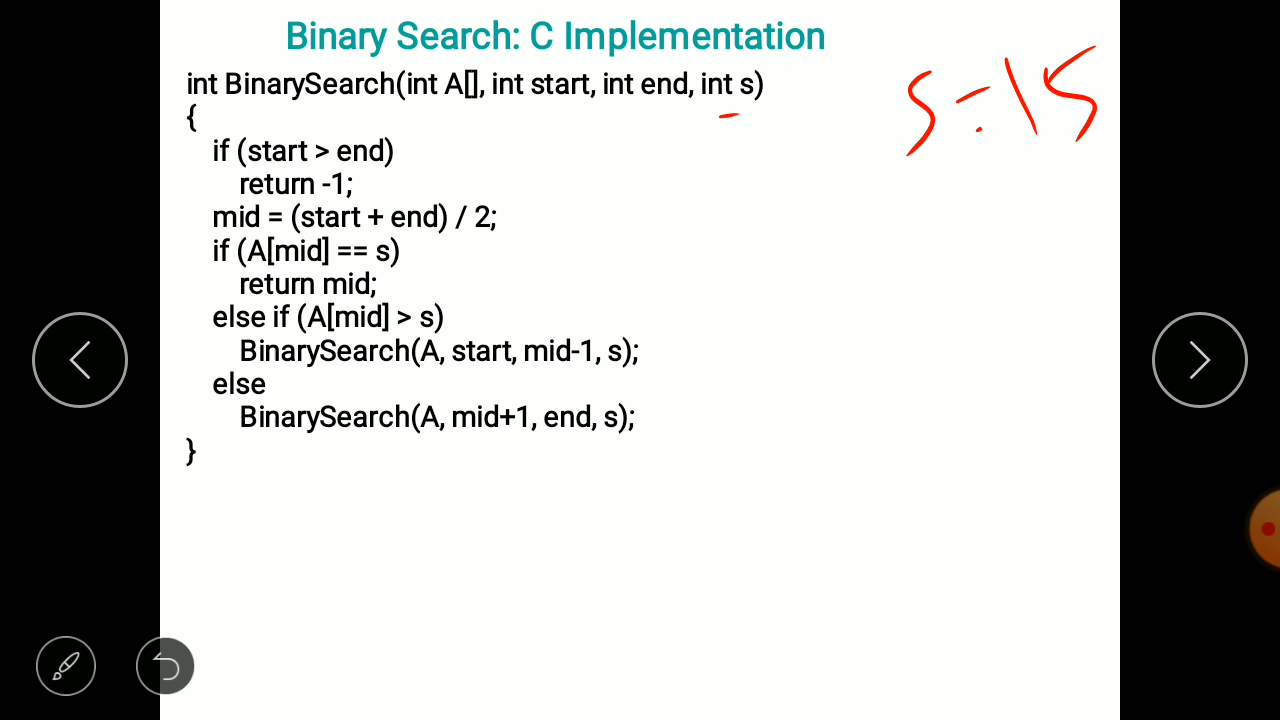 Binary Search: C Implementation
int BinarySearch(int A[], int start, int end, int s)
{
if (start > end)
return -1;
mid = (start + end) / 2;
if (A[mid] == s)
return mid;
else if (A[mid] > s)
BinarySearch(A, start, mid-1, s);
else
BinarySearch(A, mid+1, end, s);
}
s=15